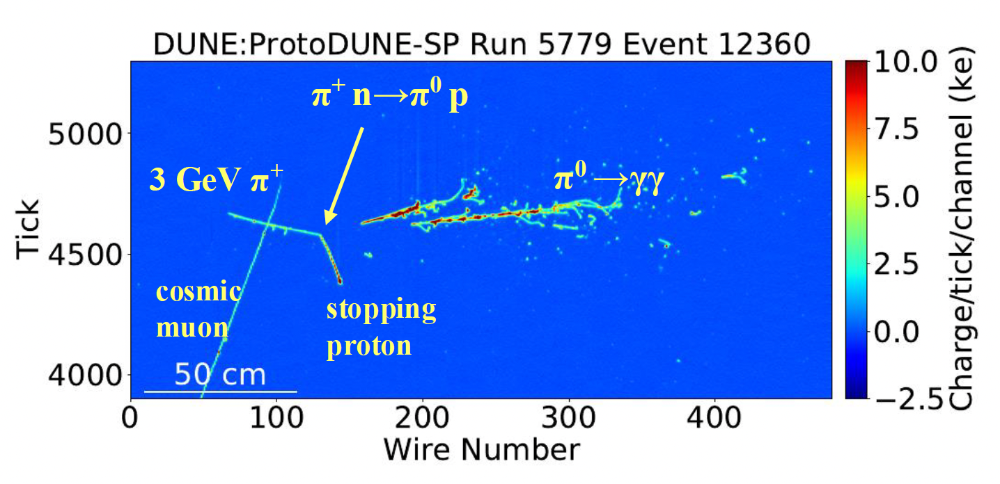 DUNE:ProtoDUNE-SP Run 5779 Event 12360
π⁺ n→π⁰ p
3 GeV π⁺
π⁰ →γγ
cosmic
muon
stopping
proton
50 cm
5000
4500
4000
Tick
0 100 200 300 400
Wire Number
10.0
7.5
5.0
2.5
0.0
−2.5
Charge/tick/channel (ke)